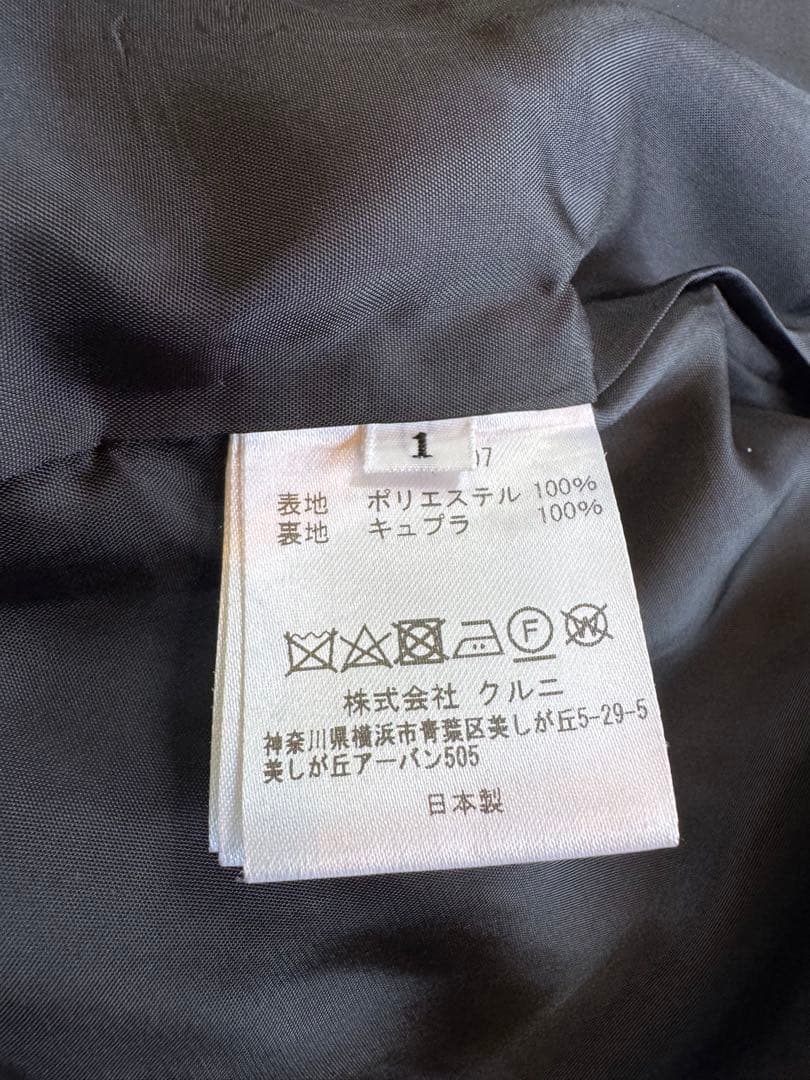 1
07
表地 ポリエステル 100%
裏地 キュプラ 100%
F W
株式会社 クルニ
神奈川県横浜市青葉区美しが丘5-29-5
美しが丘アーバン505
日本製